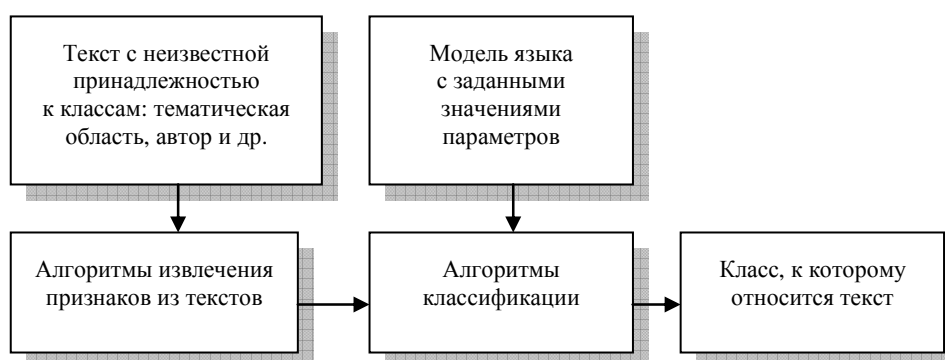 Текст с неизвестной
принадлежностью
к классам: тематическая
область, автор и др.
Модель языка
с заданными
значениями
параметров
Алгоритмы извлечения
признаков из текстов
Алгоритмы
классификации
Класс, к которому
относится текст